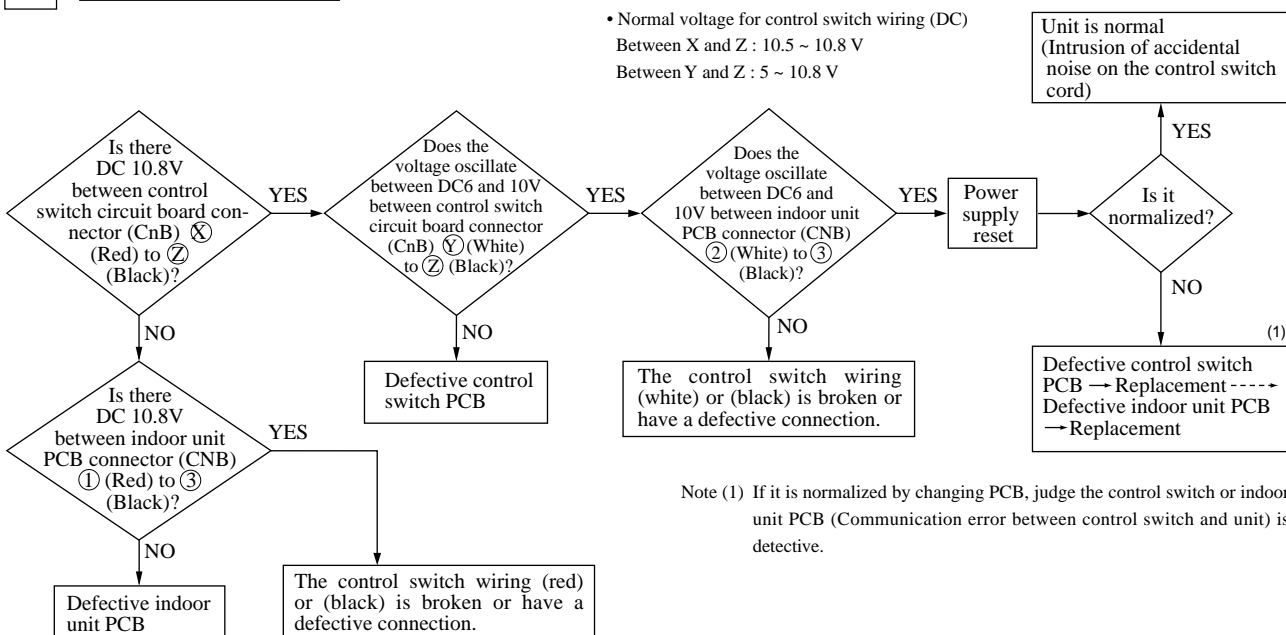 • Normal voltage for control switch wiring (DC)
Between X and Z : 10.5 ~ 10.8 V
Between Y and Z : 5 ~ 10.8 V
Unit is normal
(Intrusion of accidental
noise on the control switch
cord)
YES
Is there
DC 10.8V
between control
switch circuit board con-
nector (CnB) Ⓧ
(Red) to Ⓩ
(Black)?
YES
Does the
voltage oscillate
between DC6 and 10V
between control switch
circuit board connector
(CnB) Ⓨ (White)
to Ⓩ (Black)?
YES
Does the
voltage oscillate
between DC6 and
10V between indoor unit
PCB connector (CNB)
② (White) to ③
(Black)?
YES
Power
supply
reset
Is it
normalized?
NO
NO
NO
NO
(1)
Is there
DC 10.8V
between indoor unit
PCB connector (CNB)
① (Red) to ③
(Black)?
YES
Defective control
switch PCB
The control switch wiring
(white) or (black) is broken or
have a defective connection.
Defective control switch
PCB → Replacement ----→
Defective indoor unit PCB
→ Replacement
Note (1) If it is normalized by changing PCB, judge the control switch or indoor
unit PCB (Communication error between control switch and unit) is
detective.
NO
Defective indoor
unit PCB
The control switch wiring (red)
or (black) is broken or have a
defective connection.